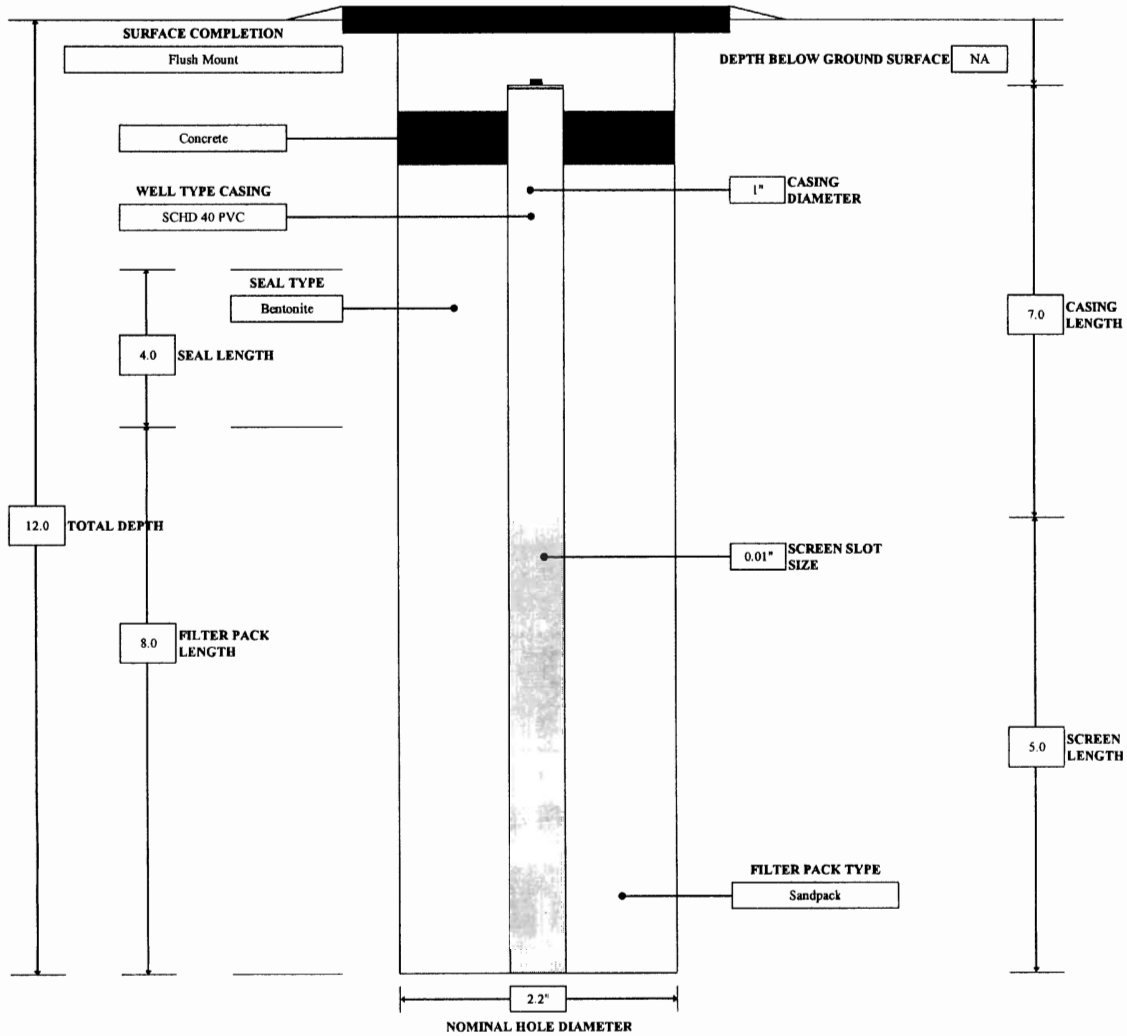 SURFACE COMPLETION
Flush Mount
DEPTH BELOW GROUND SURFACE NA
Concrete
WELL TYPE CASING
SCHD 40 PVC
1" CASING
DIAMETER
SEAL TYPE
Bentonite
7.0 CASING
LENGTH
4.0 SEAL LENGTH
12.0 TOTAL DEPTH
0.01" SCREEN SLOT
SIZE
8.0 FILTER PACK
LENGTH
5.0 SCREEN
LENGTH
FILTER PACK TYPE
Sandpack
2.2"
NOMINAL HOLE DIAMETER